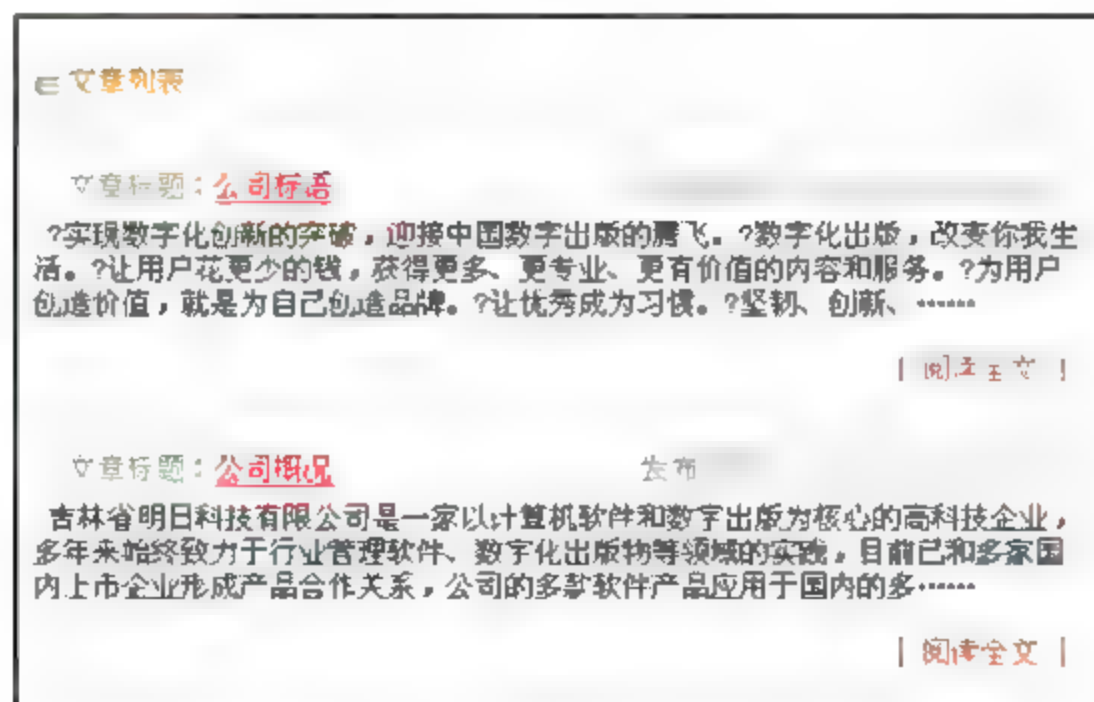 文章列表
文章标题：公司标语
?实现数字化创新的突破，迎接中国数字出版的腾飞。?数字化出版，改变你我生
活。?让用户花更少的钱，获得更多、更专业、更有价值的内容和服务。?为用户
创造价值，就是为自己创造品牌。?让优秀成为习惯。?坚韧、创新、……
| 阅读全文 |
文章标题：公司概况 发布
吉林省明日科技有限公司是一家以计算机软件和数字出版为核心的高科技企业，
多年来始终致力于行业管理软件、数字化出版物等领域的实践，目前已和多家国
内上市企业形成产品合作关系，公司的多款软件产品应用于国内的多……
| 阅读全文 |